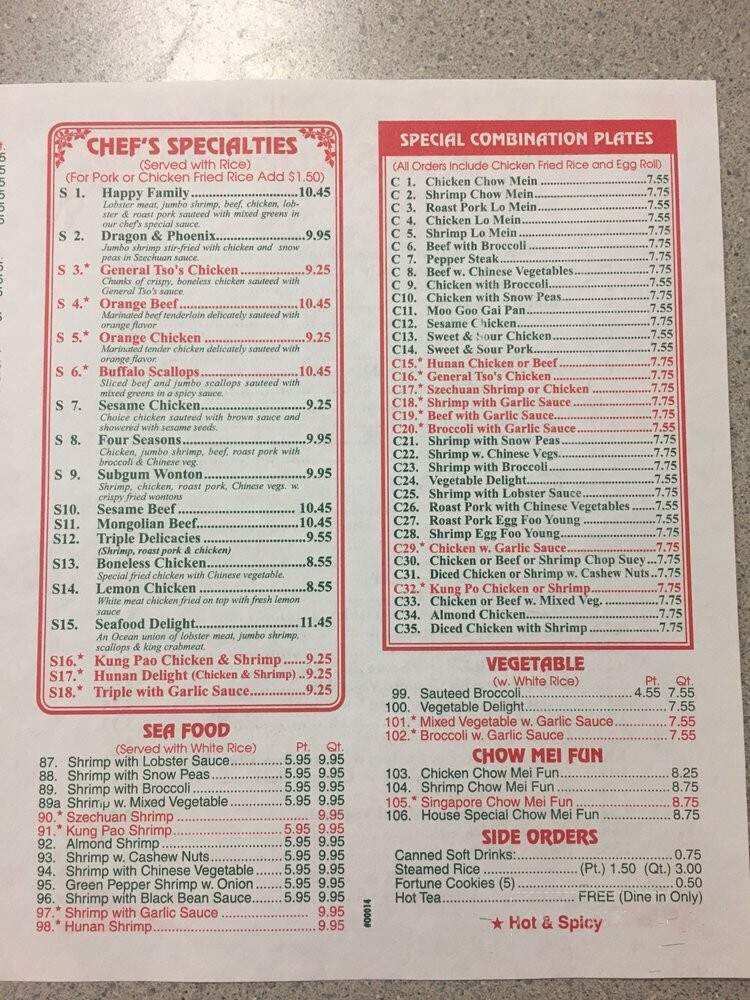 CHEF'S SPECIALTIES
(Served with Rice)
(For Pork or Chicken Fried Rice Add $1.50)
S 1. Happy Family 10.45
Lobster meat, jumbo shrimp, beef, chicken, lob-
ster & roast pork sauteed with mixed greens in
our chef's special sauce.
S 2. Dragon & Phoenix 9.95
Jumbo shrimp stir-fried with chicken and snow
peas in Szechuan sauce.
S 3.* General Tso's Chicken 9.25
Chunks of crispy, boneless chicken sauteed with
General Tso's sauce.
S 4.* Orange Beef 10.45
Marinated beef tenderloin delicately sauteed with
orange flavor
S 5.* Orange Chicken 9.25
Marinated tender chicken delicately sauteed with
orange flavor.
S 6.* Buffalo Scallops 10.45
Sliced beef and jumbo scallops sauteed with
mixed greens in a spicy sauce.
S 7. Sesame Chicken 9.25
Choice chicken sauteed with brown sauce and
showered with sesame seeds.
S 8. Four Seasons 9.95
Chicken, jumbo shrimp, beef, roast pork with
broccoli & Chinese veg.
S 9. Subgum Wonton 9.95
Shrimp, chicken, roast pork, Chinese vegs. w.
crispy fried wontons
S10. Sesame Beef 10.45
S11. Mongolian Beef 10.45
S12. Triple Delicacies 9.55
(Shrimp, roast pork & chicken)
S13. Boneless Chicken 8.55
Special fried chicken with Chinese vegetable.
S14. Lemon Chicken 8.55
White meat chicken fried on top with fresh lemon
sauce
S15. Seafood Delight 11.45
An Ocean union of lobster meat, jumbo shrimp,
scallops & king crabmeat.
S16.* Kung Pao Chicken & Shrimp 9.25
S17.* Hunan Delight (Chicken & Shrimp) 9.25
S18.* Triple with Garlic Sauce 9.25
SEA FOOD
(Served with White Rice) Pt. Qt.
87. Shrimp with Lobster Sauce 5.95 9.95
88. Shrimp with Snow Peas 5.95 9.95
89. Shrimp with Broccoli 5.95 9.95
89a Shrimp w. Mixed Vegetable 5.95 9.95
90.* Szechuan Shrimp 9.95
91.* Kung Pao Shrimp 5.95 9.95
92. Almond Shrimp 5.95 9.95
93. Shrimp w. Cashew Nuts 5.95 9.95
94. Shrimp with Chinese Vegetable 5.95 9.95
95. Green Pepper Shrimp w. Onion 5.95 9.95
96. Shrimp with Black Bean Sauce 5.95 9.95
97.* Shrimp with Garlic Sauce 9.95
98.* Hunan Shrimp 9.95
#00014
SPECIAL COMBINATION PLATES
(All Orders Include Chicken Fried Rice and Egg Roll)
C 1. Chicken Chow Mein 7.55
C 2. Shrimp Chow Mein 7.75
C 3. Roast Pork Lo Mein 7.55
C 4. Chicken Lo Mein 7.55
C 5. Shrimp Lo Mein 7.75
C 6. Beef with Broccoli 7.75
C 7. Pepper Steak 7.75
C 8. Beef w. Chinese Vegetables 7.75
C 9. Chicken with Broccoli 7.55
C10. Chicken with Snow Peas 7.75
C11. Moo Goo Gai Pan 7.55
C12. Sesame Chicken 7.75
C13. Sweet & Sour Chicken 7.55
C14. Sweet & Sour Pork 7.55
C15.* Hunan Chicken or Beef 7.75
C16.* General Tso's Chicken 7.75
C17.* Szechuan Shrimp or Chicken 7.75
C18.* Shrimp with Garlic Sauce 7.75
C19.* Beef with Garlic Sauce 7.75
C20.* Broccoli with Garlic Sauce 7.55
C21. Shrimp with Snow Peas 7.75
C22. Shrimp w. Chinese Vegs. 7.75
C23. Shrimp with Broccoli 7.75
C24. Vegetable Delight 7.55
C25. Shrimp with Lobster Sauce 7.75
C26. Roast Pork with Chinese Vegetables 7.55
C27. Roast Pork Egg Foo Young 7.55
C28. Shrimp Egg Foo Young 7.75
C29.* Chicken w. Garlic Sauce 7.75
C30. Chicken or Beef or Shrimp Chop Suey 7.75
C31. Diced Chicken or Shrimp w. Cashew Nuts 7.75
C32.* Kung Po Chicken or Shrimp 7.75
C33. Chicken or Beef w. Mixed Veg. 7.75
C34. Almond Chicken 7.75
C35. Diced Chicken with Shrimp 7.75
VEGETABLE
(w. White Rice) Pt. Qt.
99. Sauteed Broccoli 4.55 7.55
100. Vegetable Delight 7.55
101.* Mixed Vegetable w. Garlic Sauce 7.55
102.* Broccoli w. Garlic Sauce 7.55
CHOW MEI FUN
103. Chicken Chow Mei Fun 8.25
104. Shrimp Chow Mei Fun 8.75
105.* Singapore Chow Mei Fun 8.75
106. House Special Chow Mei Fun 8.75
SIDE ORDERS
Canned Soft Drinks: 0.75
Steamed Rice (Pt.) 1.50 (Qt.) 3.00
Fortune Cookies (5) 0.50
Hot Tea FREE (Dine in Only)
★ Hot & Spicy